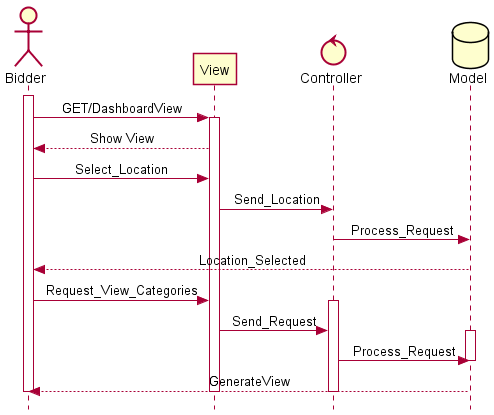 Bidder
View
Controller
Model
GET/DashboardView
Show View
Select_Location
Send_Location
Process_Request
Location_Selected
Request_View_Categories
Send_Request
Process_Request
GenerateView